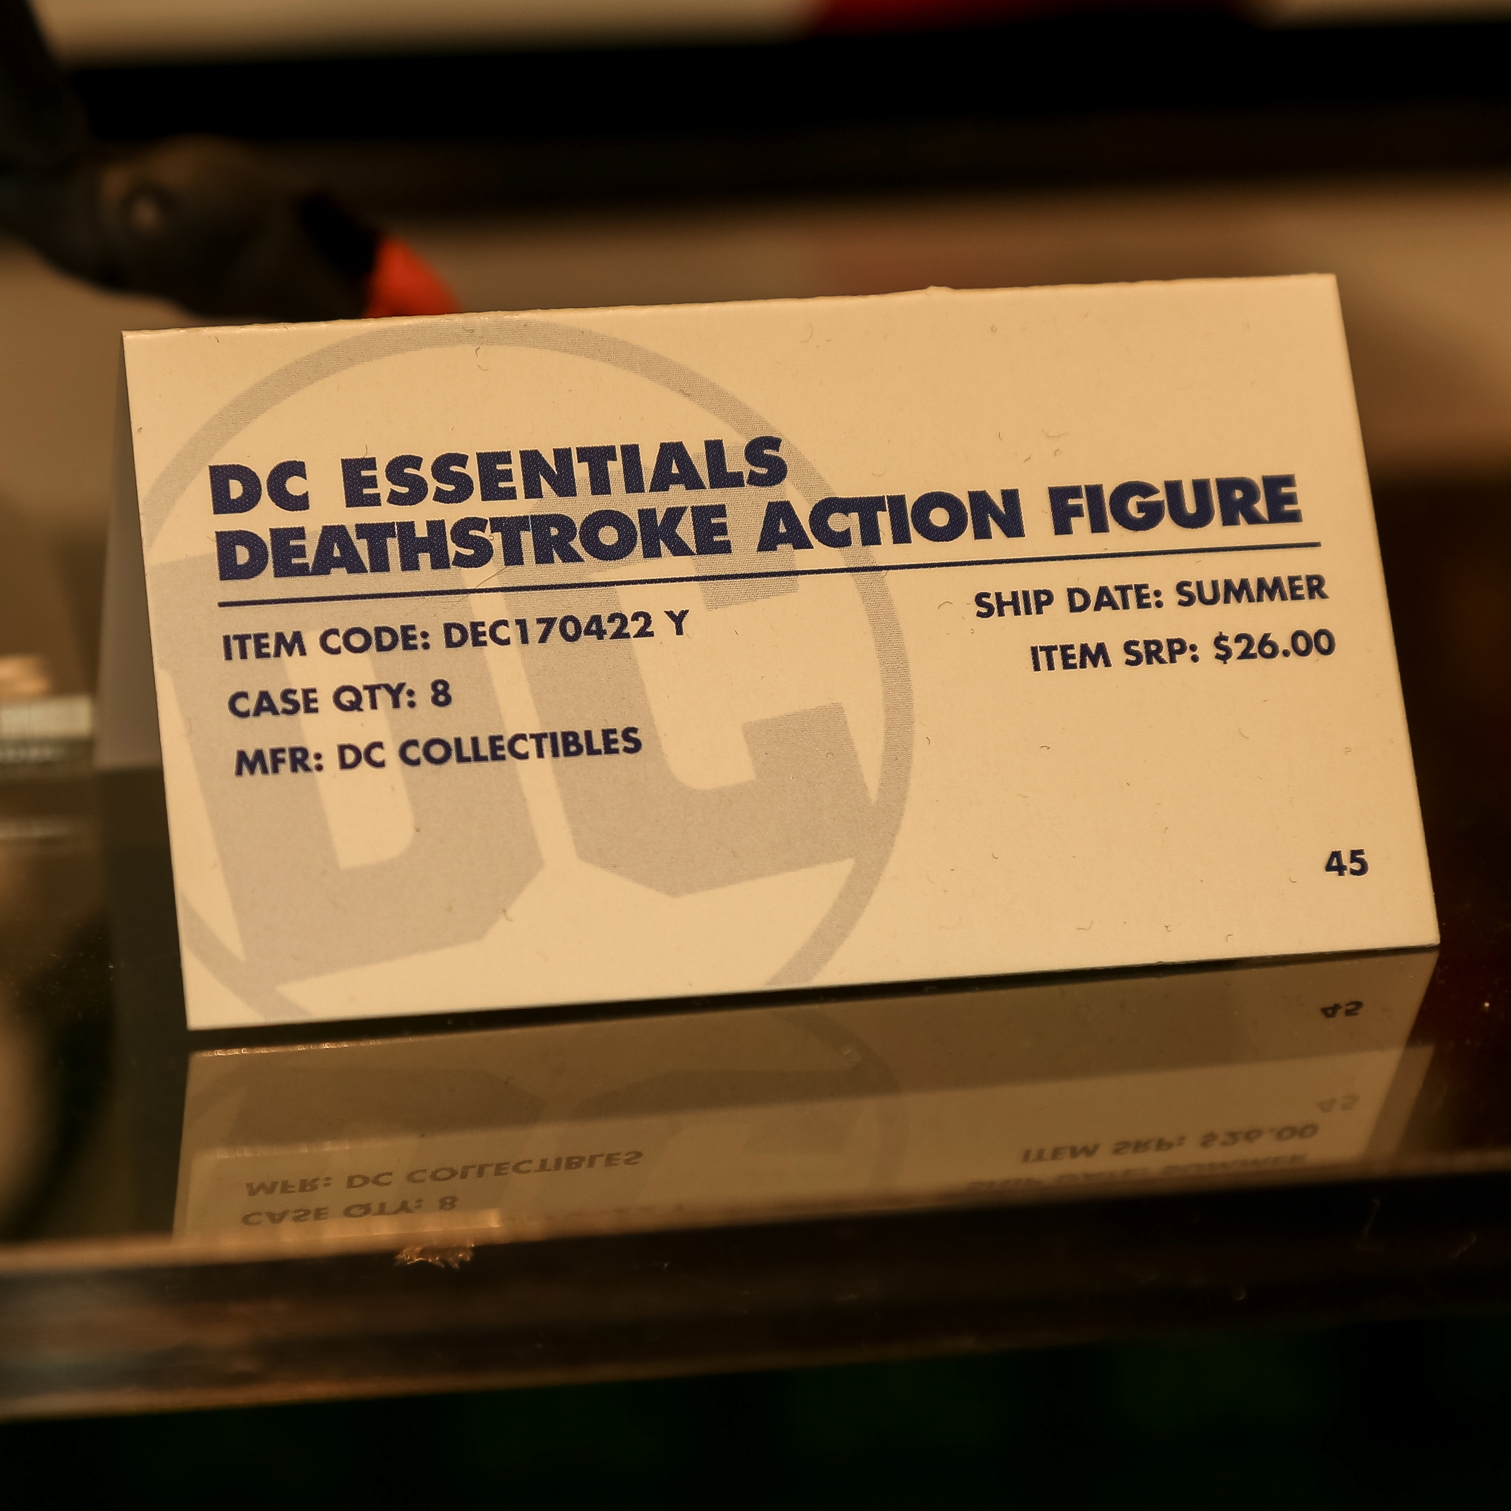 DC ESSENTIALS
DEATHSTROKE ACTION FIGURE
ITEM CODE: DEC170422 Y
CASE QTY: 8
MFR: DC COLLECTIBLES
SHIP DATE: SUMMER
ITEM SRP: $26.00
45
DC